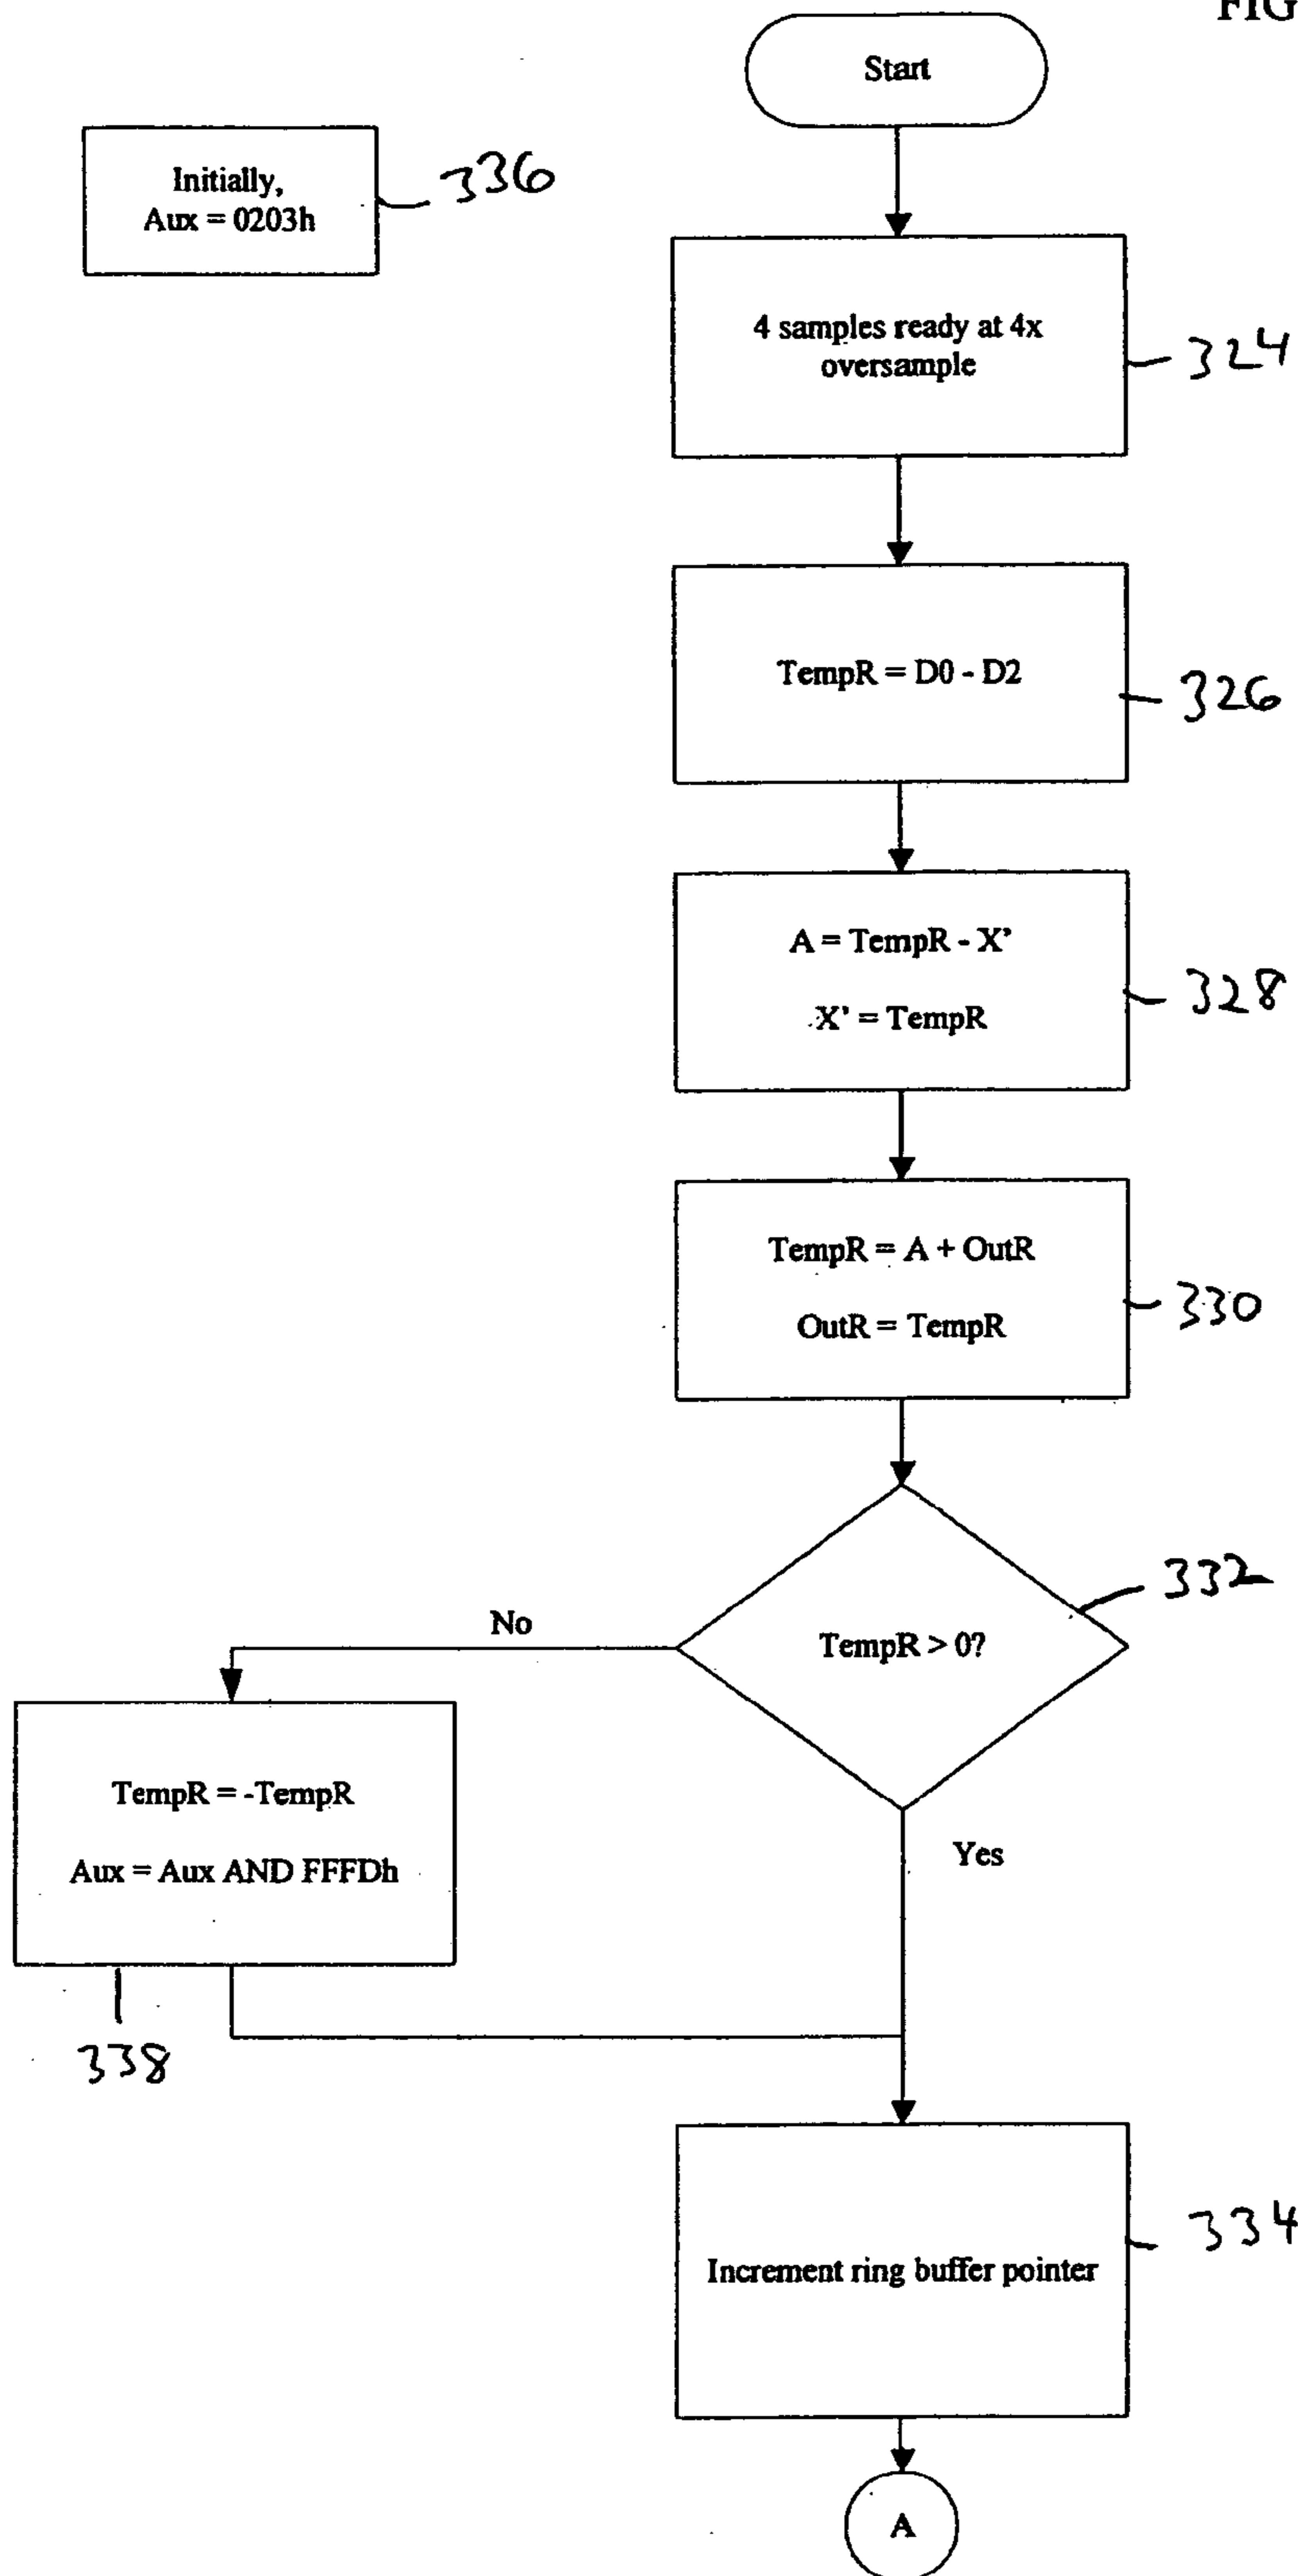 FIG
Start
Initially,
Aux = 0203h
336
4 samples ready at 4x
oversample
324
TempR = D0 - D2
326
A = TempR - X'
X' = TempR
328
TempR = A + OutR
OutR = TempR
330
332
No
TempR > 0?
TempR = -TempR
Aux = Aux AND FFFDh
Yes
338
334
Increment ring buffer pointer
A